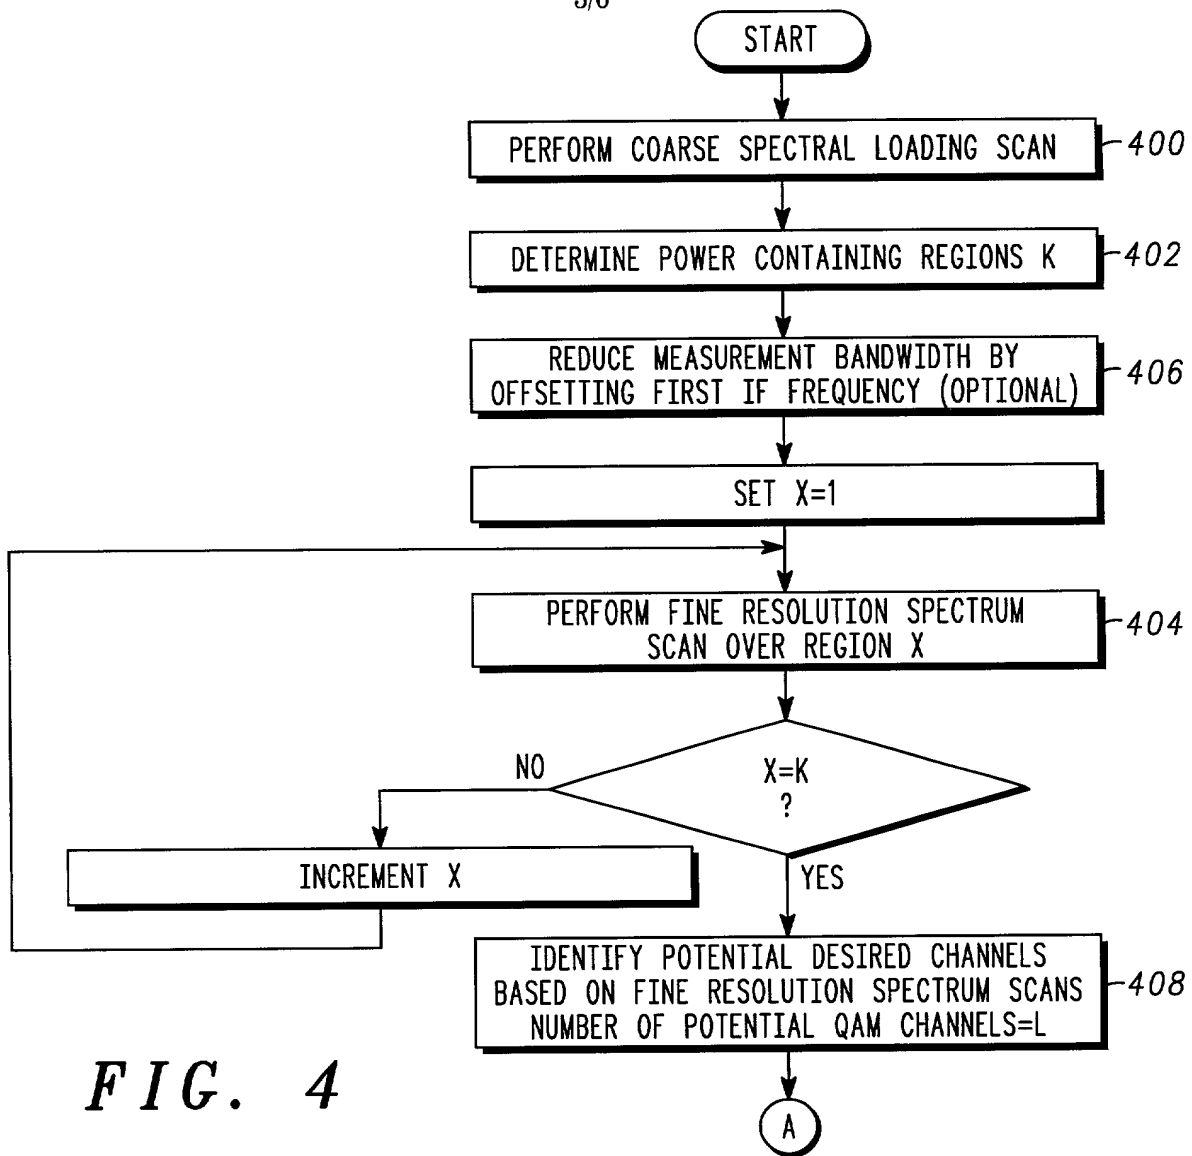 START
PERFORM COARSE SPECTRAL LOADING SCAN
400
DETERMINE POWER CONTAINING REGIONS K
402
REDUCE MEASUREMENT BANDWIDTH BY
OFFSETTING FIRST IF FREQUENCY (OPTIONAL)
406
SET X=1
PERFORM FINE RESOLUTION SPECTRUM
SCAN OVER REGION X
404
X=K
?
NO
YES
INCREMENT X
IDENTIFY POTENTIAL DESIRED CHANNELS
BASED ON FINE RESOLUTION SPECTRUM SCANS
NUMBER OF POTENTIAL QAM CHANNELS=L
408
A
FIG. 4